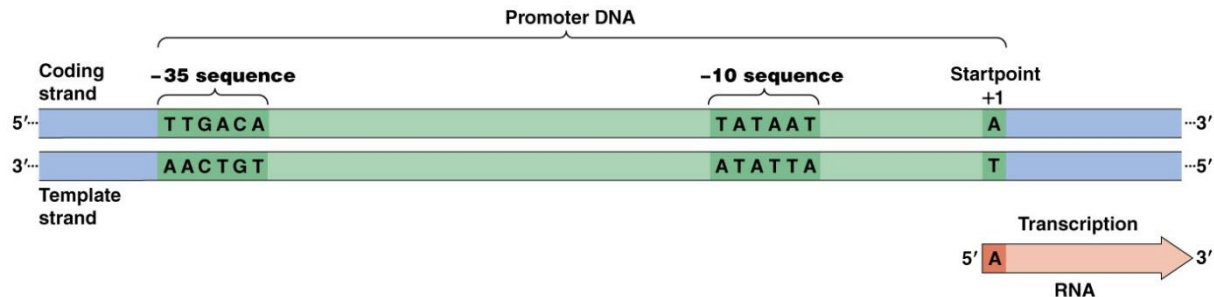 Promoter DNA
Coding strand
–35 sequence
–10 sequence
Startpoint
+1
5′···
T T G A C A
T A T A A T
A
···3′
3′···
A A C T G T
A T A T T A
T
···5′
Template strand
Transcription
5′
A
3′
RNA